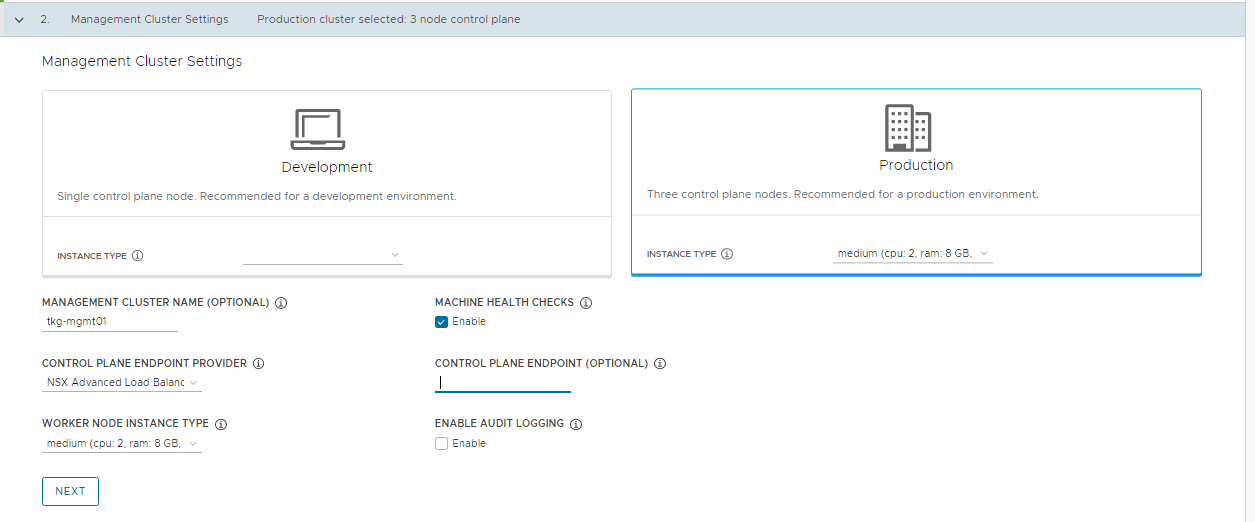 2. Management Cluster Settings Production cluster selected: 3 node control plane
Management Cluster Settings
Development
Single control plane node. Recommended for a development environment.
INSTANCE TYPE
Production
Three control plane nodes. Recommended for a production environment.
INSTANCE TYPE medium (cpu: 2, ram: 8 GB,
MANAGEMENT CLUSTER NAME (OPTIONAL)
tkg-mgmt01
MACHINE HEALTH CHECKS
Enable
CONTROL PLANE ENDPOINT PROVIDER
NSX Advanced Load Balanc
CONTROL PLANE ENDPOINT (OPTIONAL)
WORKER NODE INSTANCE TYPE
medium (cpu: 2, ram: 8 GB,
ENABLE AUDIT LOGGING
Enable
NEXT